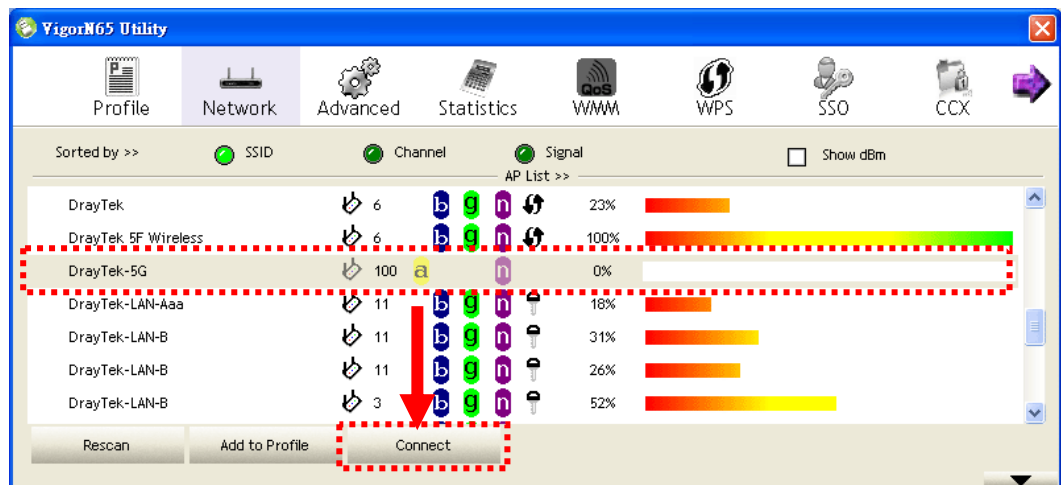 VigorN65 Utility
Profile Network Advanced Statistics QoS WMM WPS SSO CCX
Sorted by >> SSID Channel Signal Show dBm
AP List >>
DrayTek 6 b g n 23%
DrayTek 5F Wireless 6 b g n 100%
DrayTek-5G 100 a n 0%
DrayTek-LAN-Aaa 11 b g n 18%
DrayTek-LAN-B 11 b g n 31%
DrayTek-LAN-B 11 b g n 26%
DrayTek-LAN-B 3 b g n 52%
Rescan Add to Profile Connect